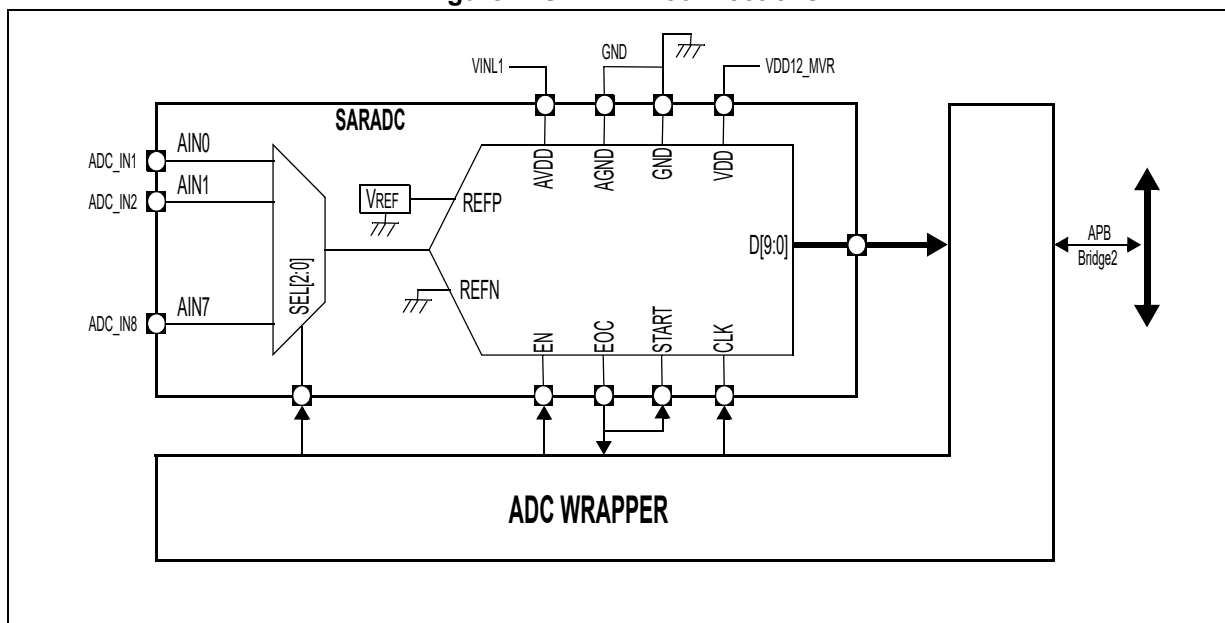 GND
VINL1
VDD12_MVR
SARADC
ADC_IN1
AIN0
ADC_IN2
AIN1
ADC_IN8
AIN7
SEL[2:0]
VREF
REFP
REFN
AVDD
AGND
GND
VDD
D[9:0]
EN
EOC
START
CLK
APB
Bridge2
ADC WRAPPER